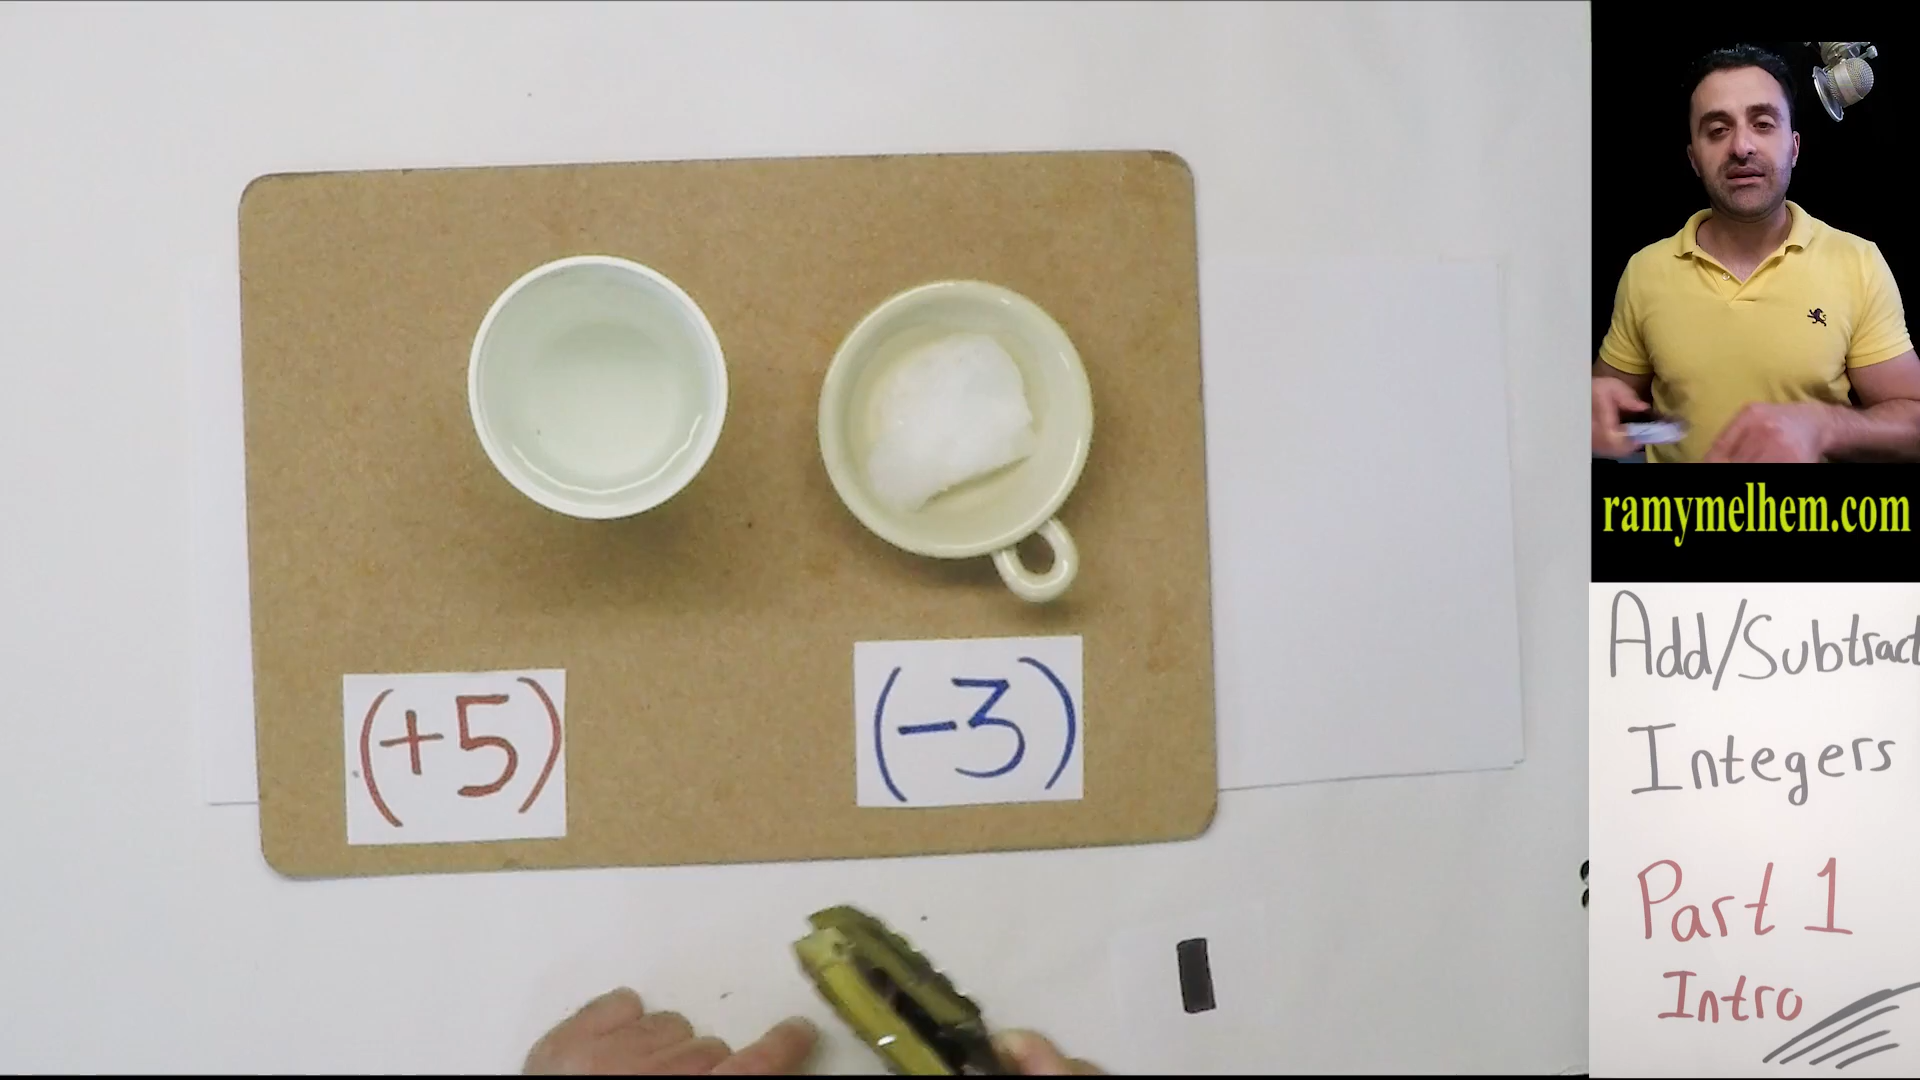 (+5)
(-3)
ramymelhem.com
Add/Subtract
Integers
Part 1
Intro